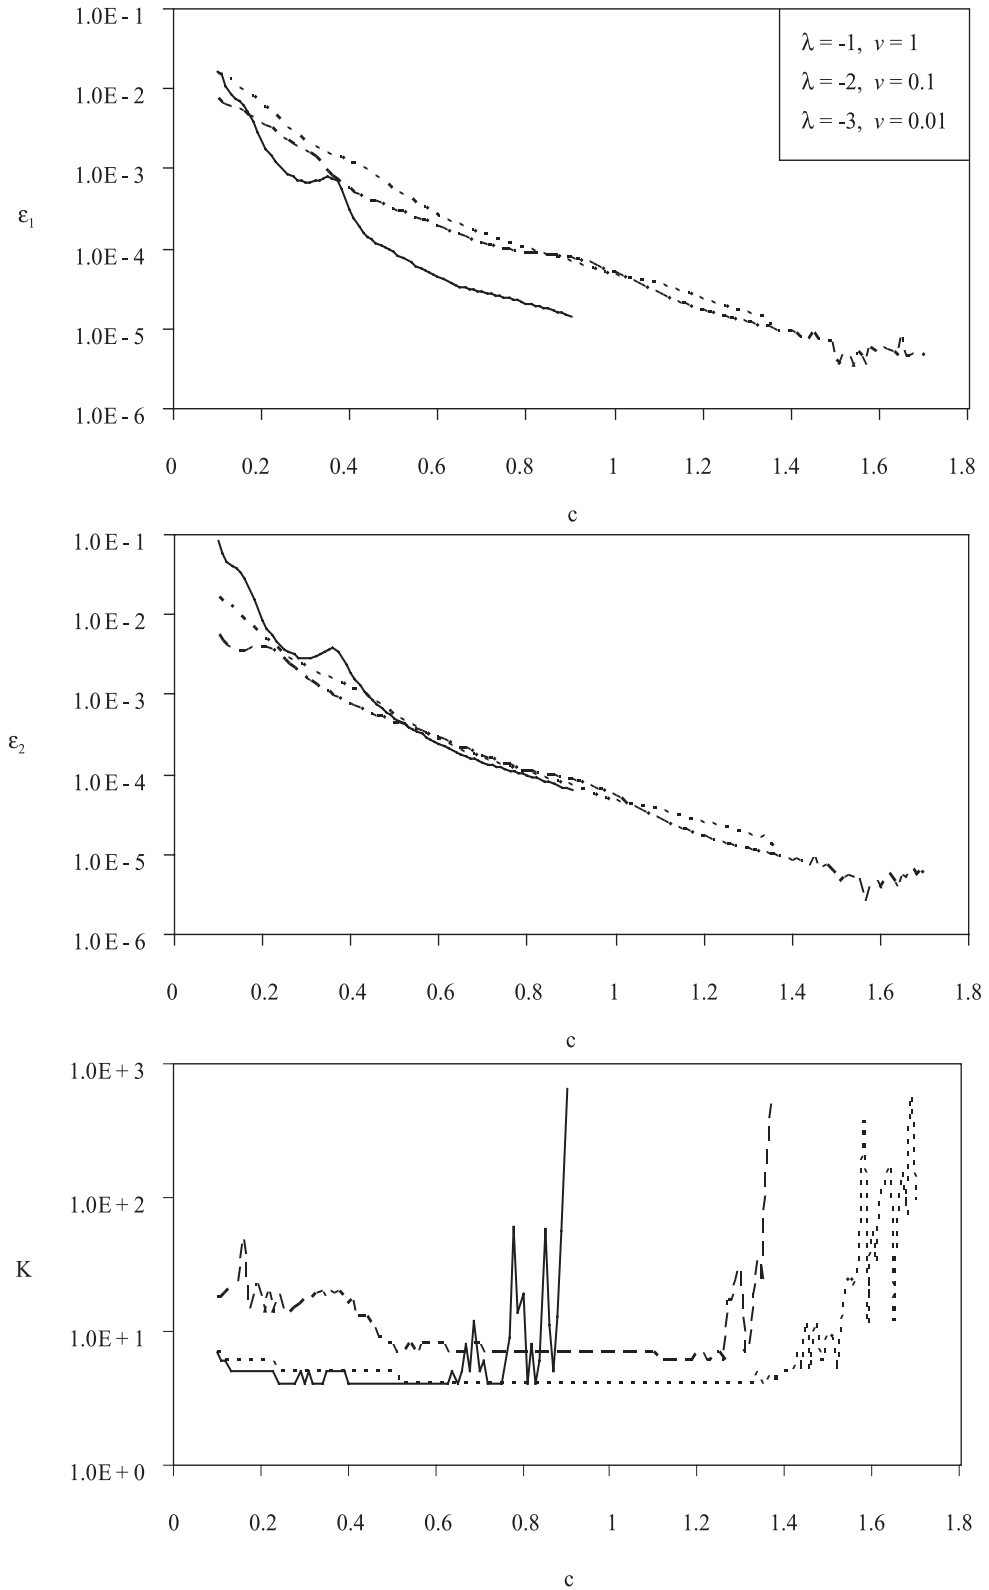 1.0E-1
λ = -1, v = 1
λ = -2, v = 0.1
λ = -3, v = 0.01
1.0E-2
1.0E-3
ε1
1.0E-4
1.0E-5
1.0E-6
0 0.2 0.4 0.6 0.8 1 1.2 1.4 1.6 1.8
c
1.0E-1
1.0E-2
1.0E-3
ε2
1.0E-4
1.0E-5
1.0E-6
0 0.2 0.4 0.6 0.8 1 1.2 1.4 1.6 1.8
c
1.0E+3
1.0E+2
K
1.0E+1
1.0E+0
0 0.2 0.4 0.6 0.8 1 1.2 1.4 1.6 1.8
c